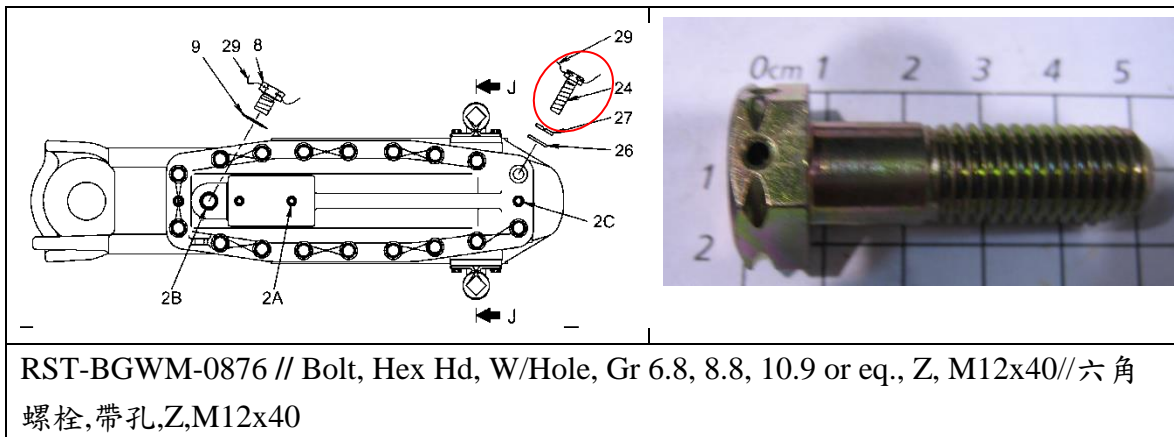 9
29
8
J
29
24
27
26
2C
2B
2A
J
0cm 1 2 3 4 5
1
2
RST-BGWM-0876 // Bolt, Hex Hd, W/Hole, Gr 6.8, 8.8, 10.9 or eq., Z, M12x40//六角
螺栓,帶孔,Z,M12x40